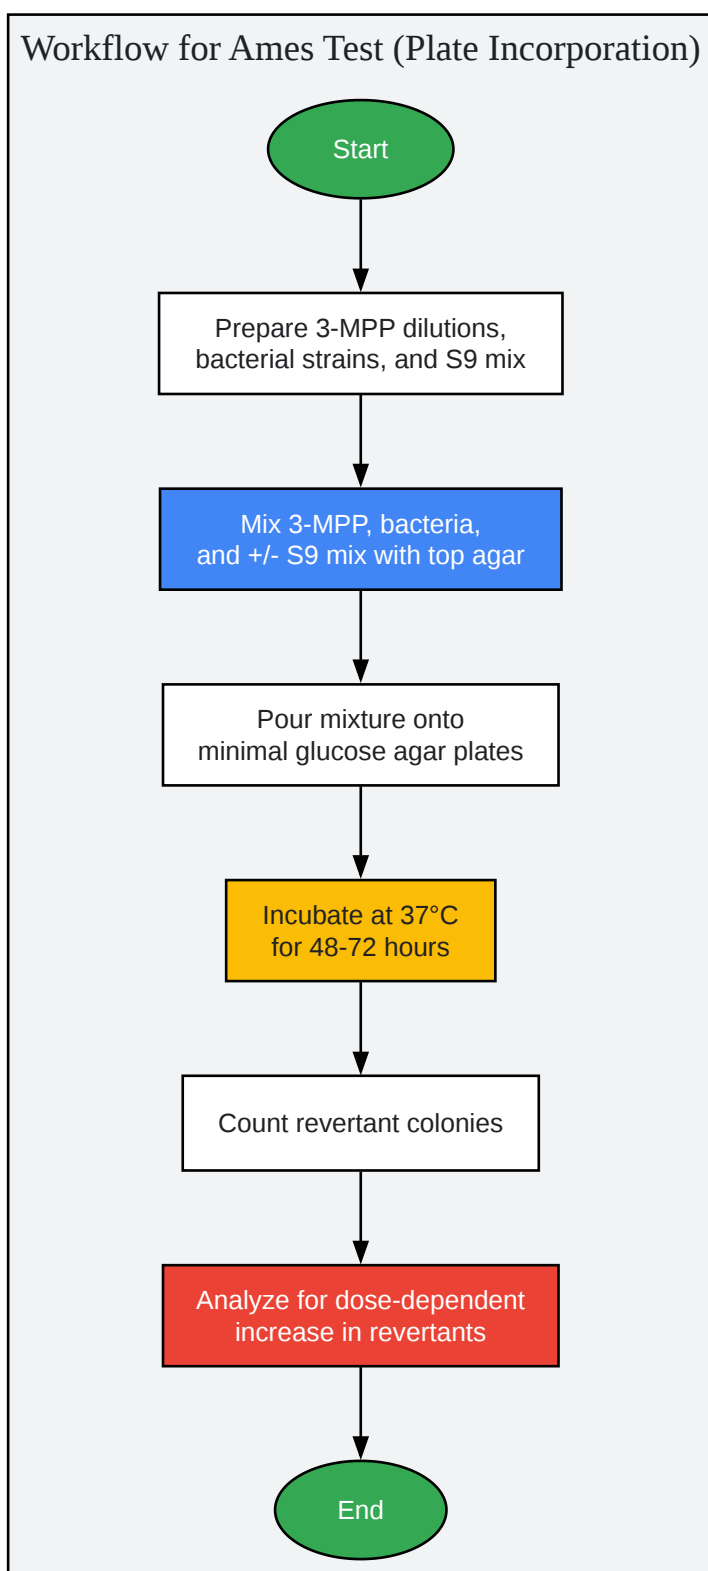 Workflow for Ames Test (Plate Incorporation)
Start
Prepare 3-MPP dilutions,
bacterial strains, and S9 mix
Mix 3-MPP, bacteria,
and +/- S9 mix with top agar
Pour mixture onto
minimal glucose agar plates
Incubate at 37°C
for 48-72 hours
Count revertant colonies
Analyze for dose-dependent
increase in revertants
End